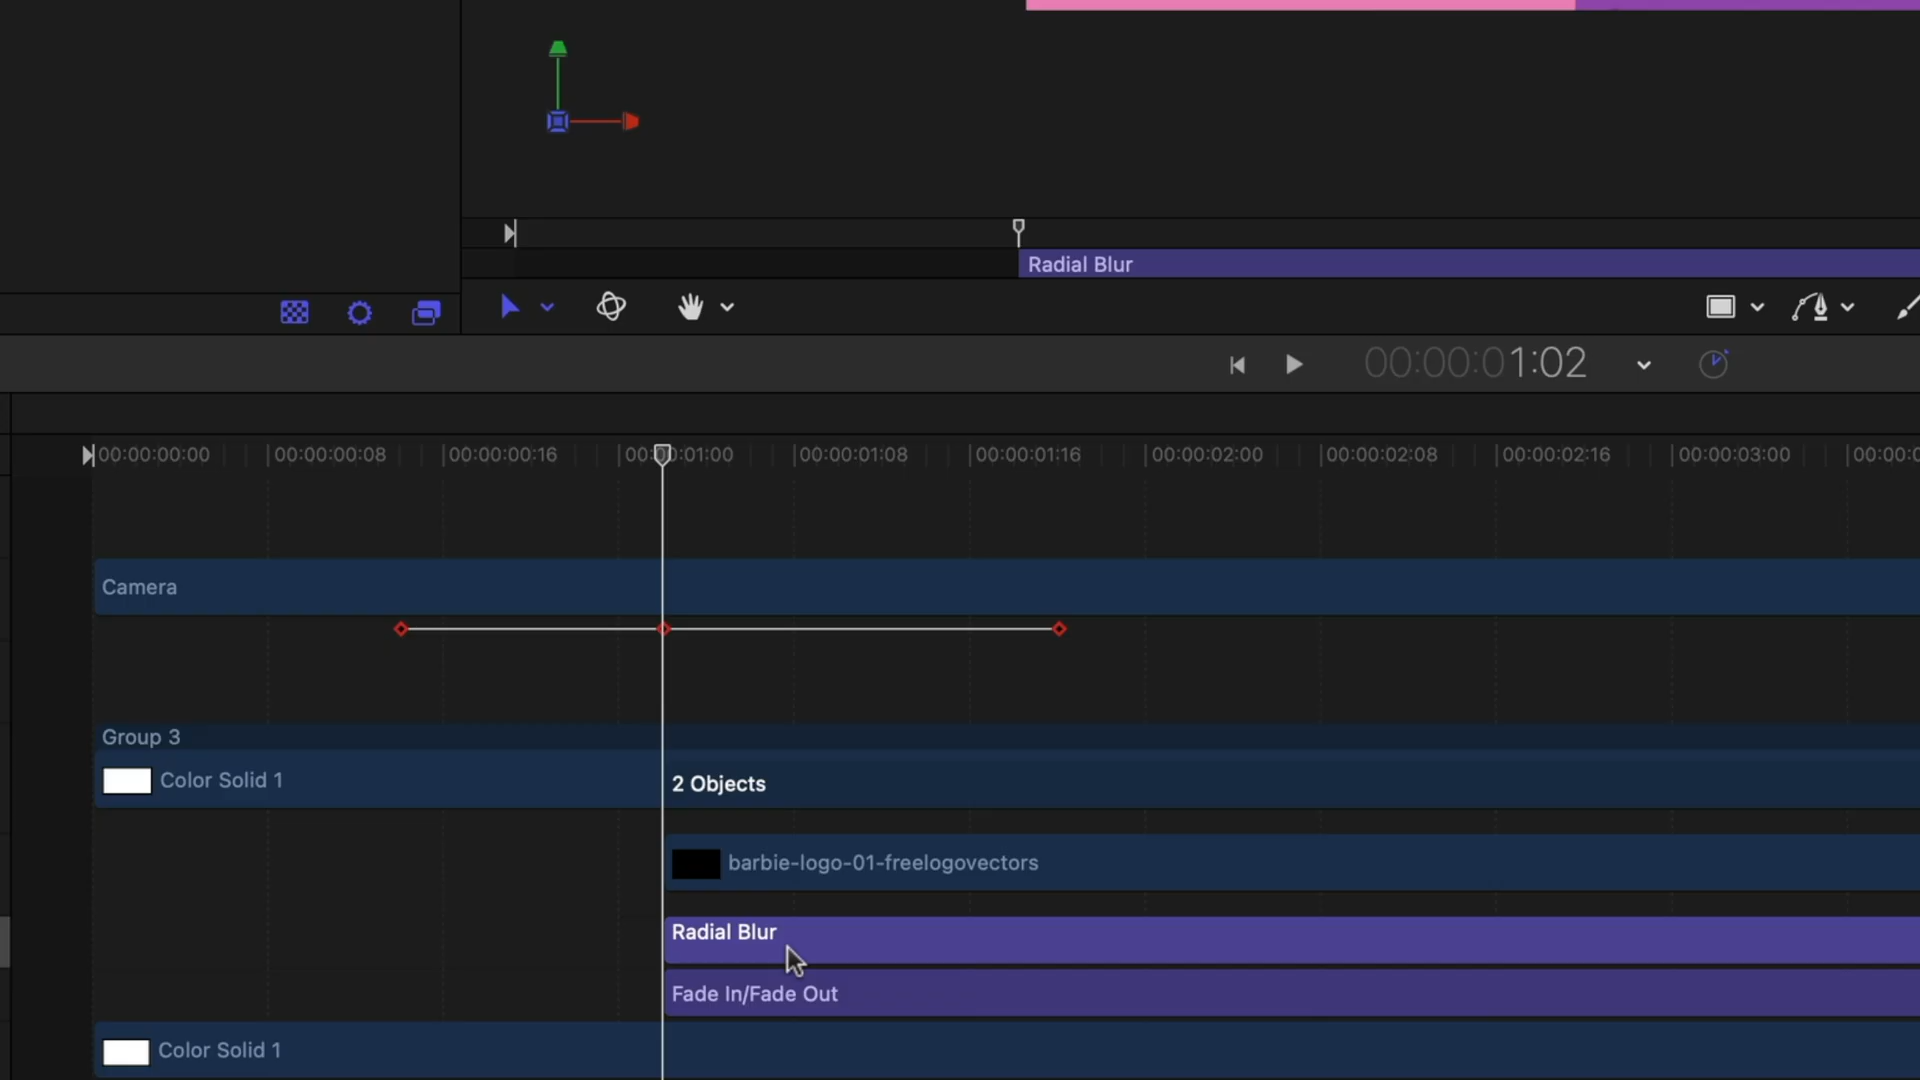 Radial Blur
00:00:01:02
00:00:00:00
00:00:00:08
00:00:00:16
00:00:01:00
00:00:01:08
00:00:01:16
00:00:02:00
00:00:02:08
00:00:02:16
00:00:03:00
00:00:0
Camera
Group 3
Color Solid 1
2 Objects
barbie-logo-01-freelogovectors
Radial Blur
Fade In/Fade Out
Color Solid 1